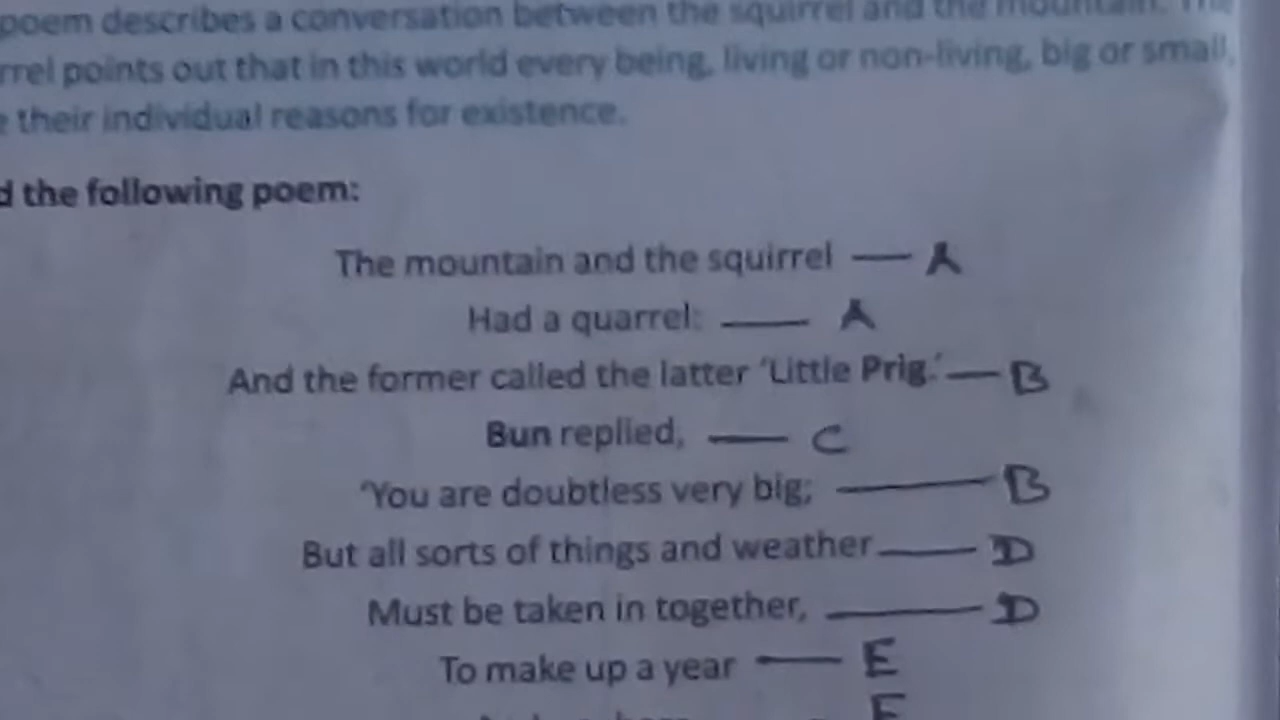 poem describes a conversation between the squirrel and the mountain. The
rrel points out that in this world every being, living or non-living, big or small,
e their individual reasons for existence.
d the following poem:
The mountain and the squirrel — A
Had a quarrel: — A
And the former called the latter ‘Little Prig.’ — B
Bun replied, — C
‘You are doubtless very big; — B
But all sorts of things and weather — D
Must be taken in together, — D
To make up a year — E
E